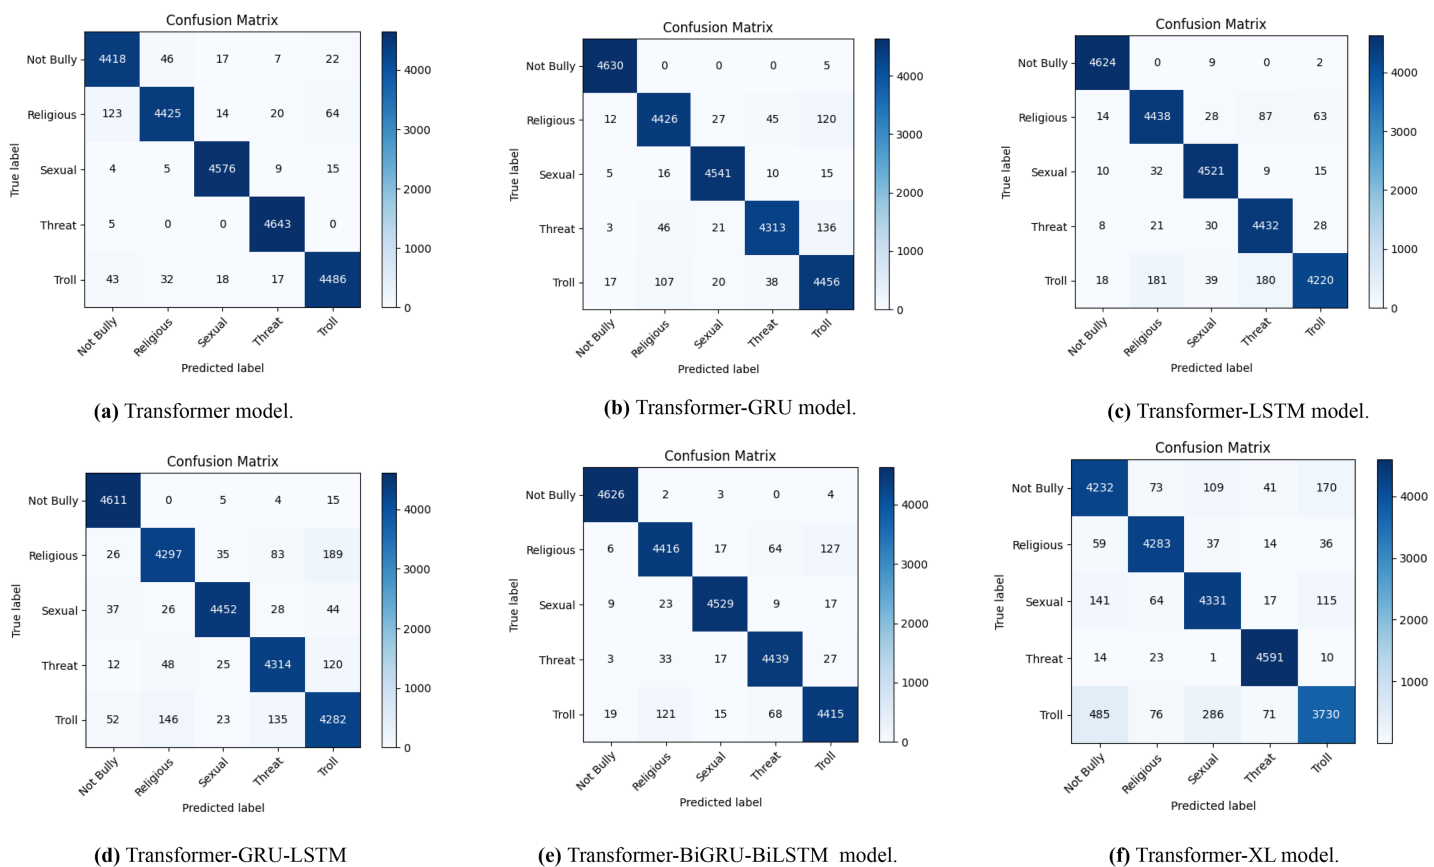 Confusion Matrix
Not Bully 4418 46 17 7 22
Religious 123 4425 14 20 64
Sexual 4 5 4576 9 15
Threat 5 0 0 4643 0
Troll 43 32 18 17 4486
True label
Not Bully Religious Sexual Threat Troll
Predicted label
4000
3000
2000
1000
0
(a) Transformer model.
Confusion Matrix
Not Bully 4630 0 0 0 5
Religious 12 4426 27 45 120
Sexual 5 16 4541 10 15
Threat 3 46 21 4313 136
Troll 17 107 20 38 4456
True label
Not Bully Religious Sexual Threat Troll
Predicted label
4000
3000
2000
1000
0
(b) Transformer-GRU model.
Confusion Matrix
Not Bully 4624 0 9 0 2
Religious 14 4438 28 87 63
Sexual 10 32 4521 9 15
Threat 8 21 30 4432 28
Troll 18 181 39 180 4220
True label
Not Bully Religious Sexual Threat Troll
Predicted label
4000
3000
2000
1000
0
(c) Transformer-LSTM model.
Confusion Matrix
Not Bully 4611 0 5 4 15
Religious 26 4297 35 83 189
Sexual 37 26 4452 28 44
Threat 12 48 25 4314 120
Troll 52 146 23 135 4282
True label
Not Bully Religious Sexual Threat Troll
Predicted label
4000
3000
2000
1000
0
(d) Transformer-GRU-LSTM
Confusion Matrix
Not Bully 4626 2 3 0 4
Religious 6 4416 17 64 127
Sexual 9 23 4529 9 17
Threat 3 33 17 4439 27
Troll 19 121 15 68 4415
True label
Not Bully Religious Sexual Threat Troll
Predicted label
4000
3000
2000
1000
0
(e) Transformer-BiGRU-BiLSTM model.
Confusion Matrix
Not Bully 4232 73 109 41 170
Religious 59 4283 37 14 36
Sexual 141 64 4331 17 115
Threat 14 23 1 4591 10
Troll 485 76 286 71 3730
True label
Not Bully Religious Sexual Threat Troll
Predicted label
4000
3000
2000
1000
(f) Transformer-XL model.